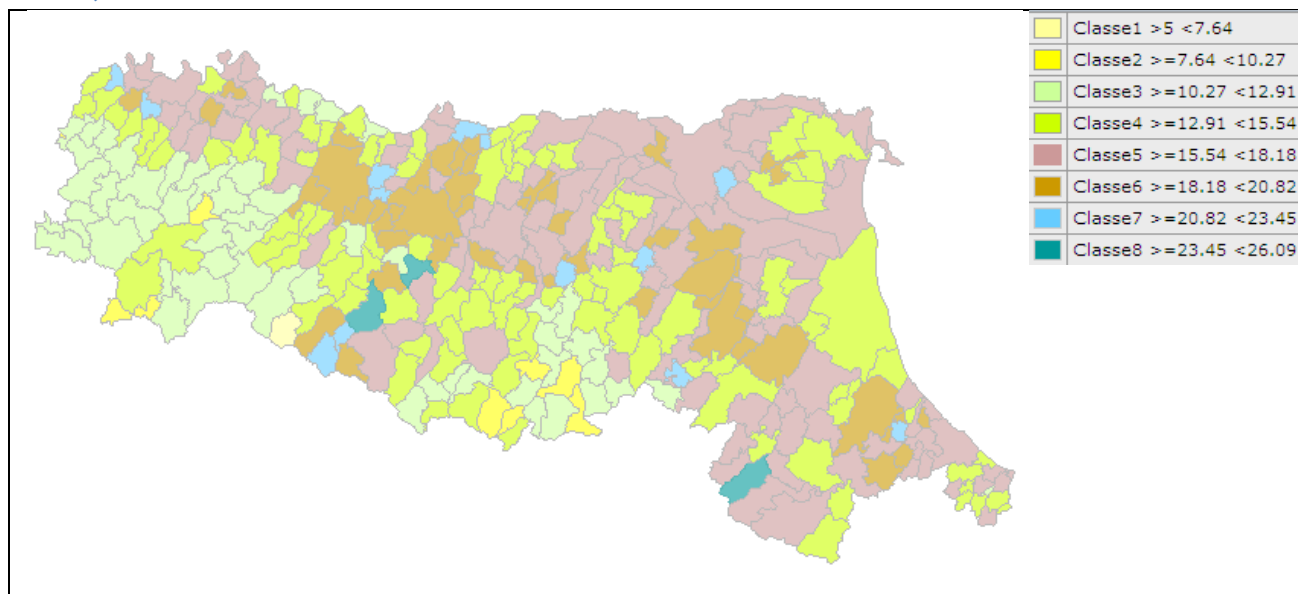 Classe1 >5 <7.64
Classe2 >=7.64 <10.27
Classe3 >=10.27 <12.91
Classe4 >=12.91 <15.54
Classe5 >=15.54 <18.18
Classe6 >=18.18 <20.82
Classe7 >=20.82 <23.45
Classe8 >=23.45 <26.09